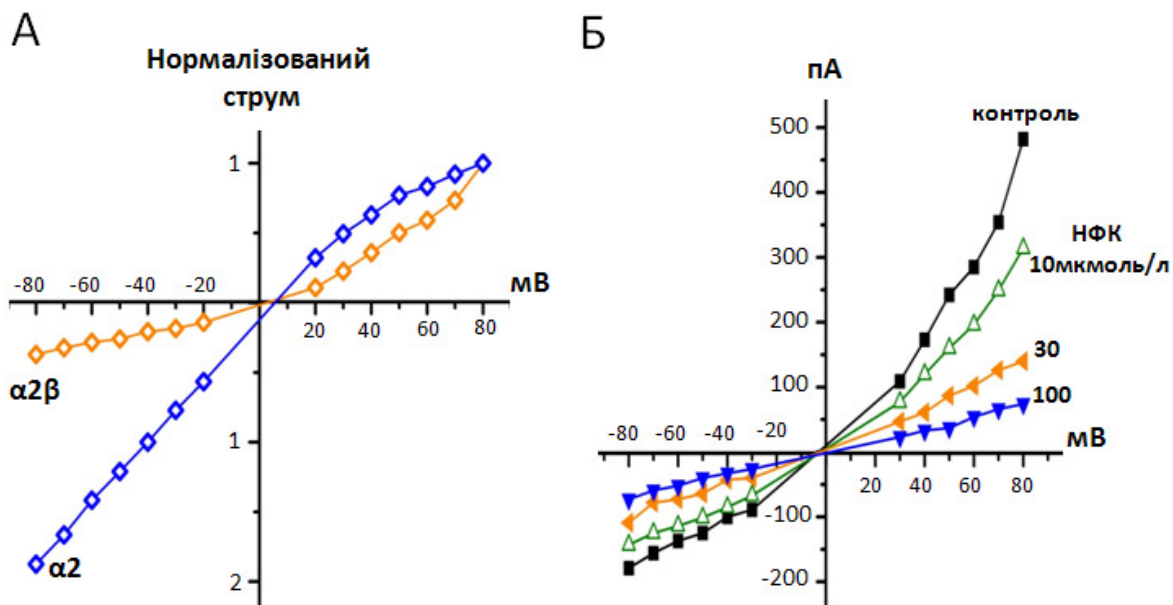 А
Нормалізований
струм
1
-80
-60
-40
-20
мВ
20
40
60
80
α2β
1
α2
2
Б
пА
контроль
500
400
НФК
300
10мкмоль/л
200
30
100
100
-80
-60
-40
-20
мВ
20
40
60
80
-100
-200